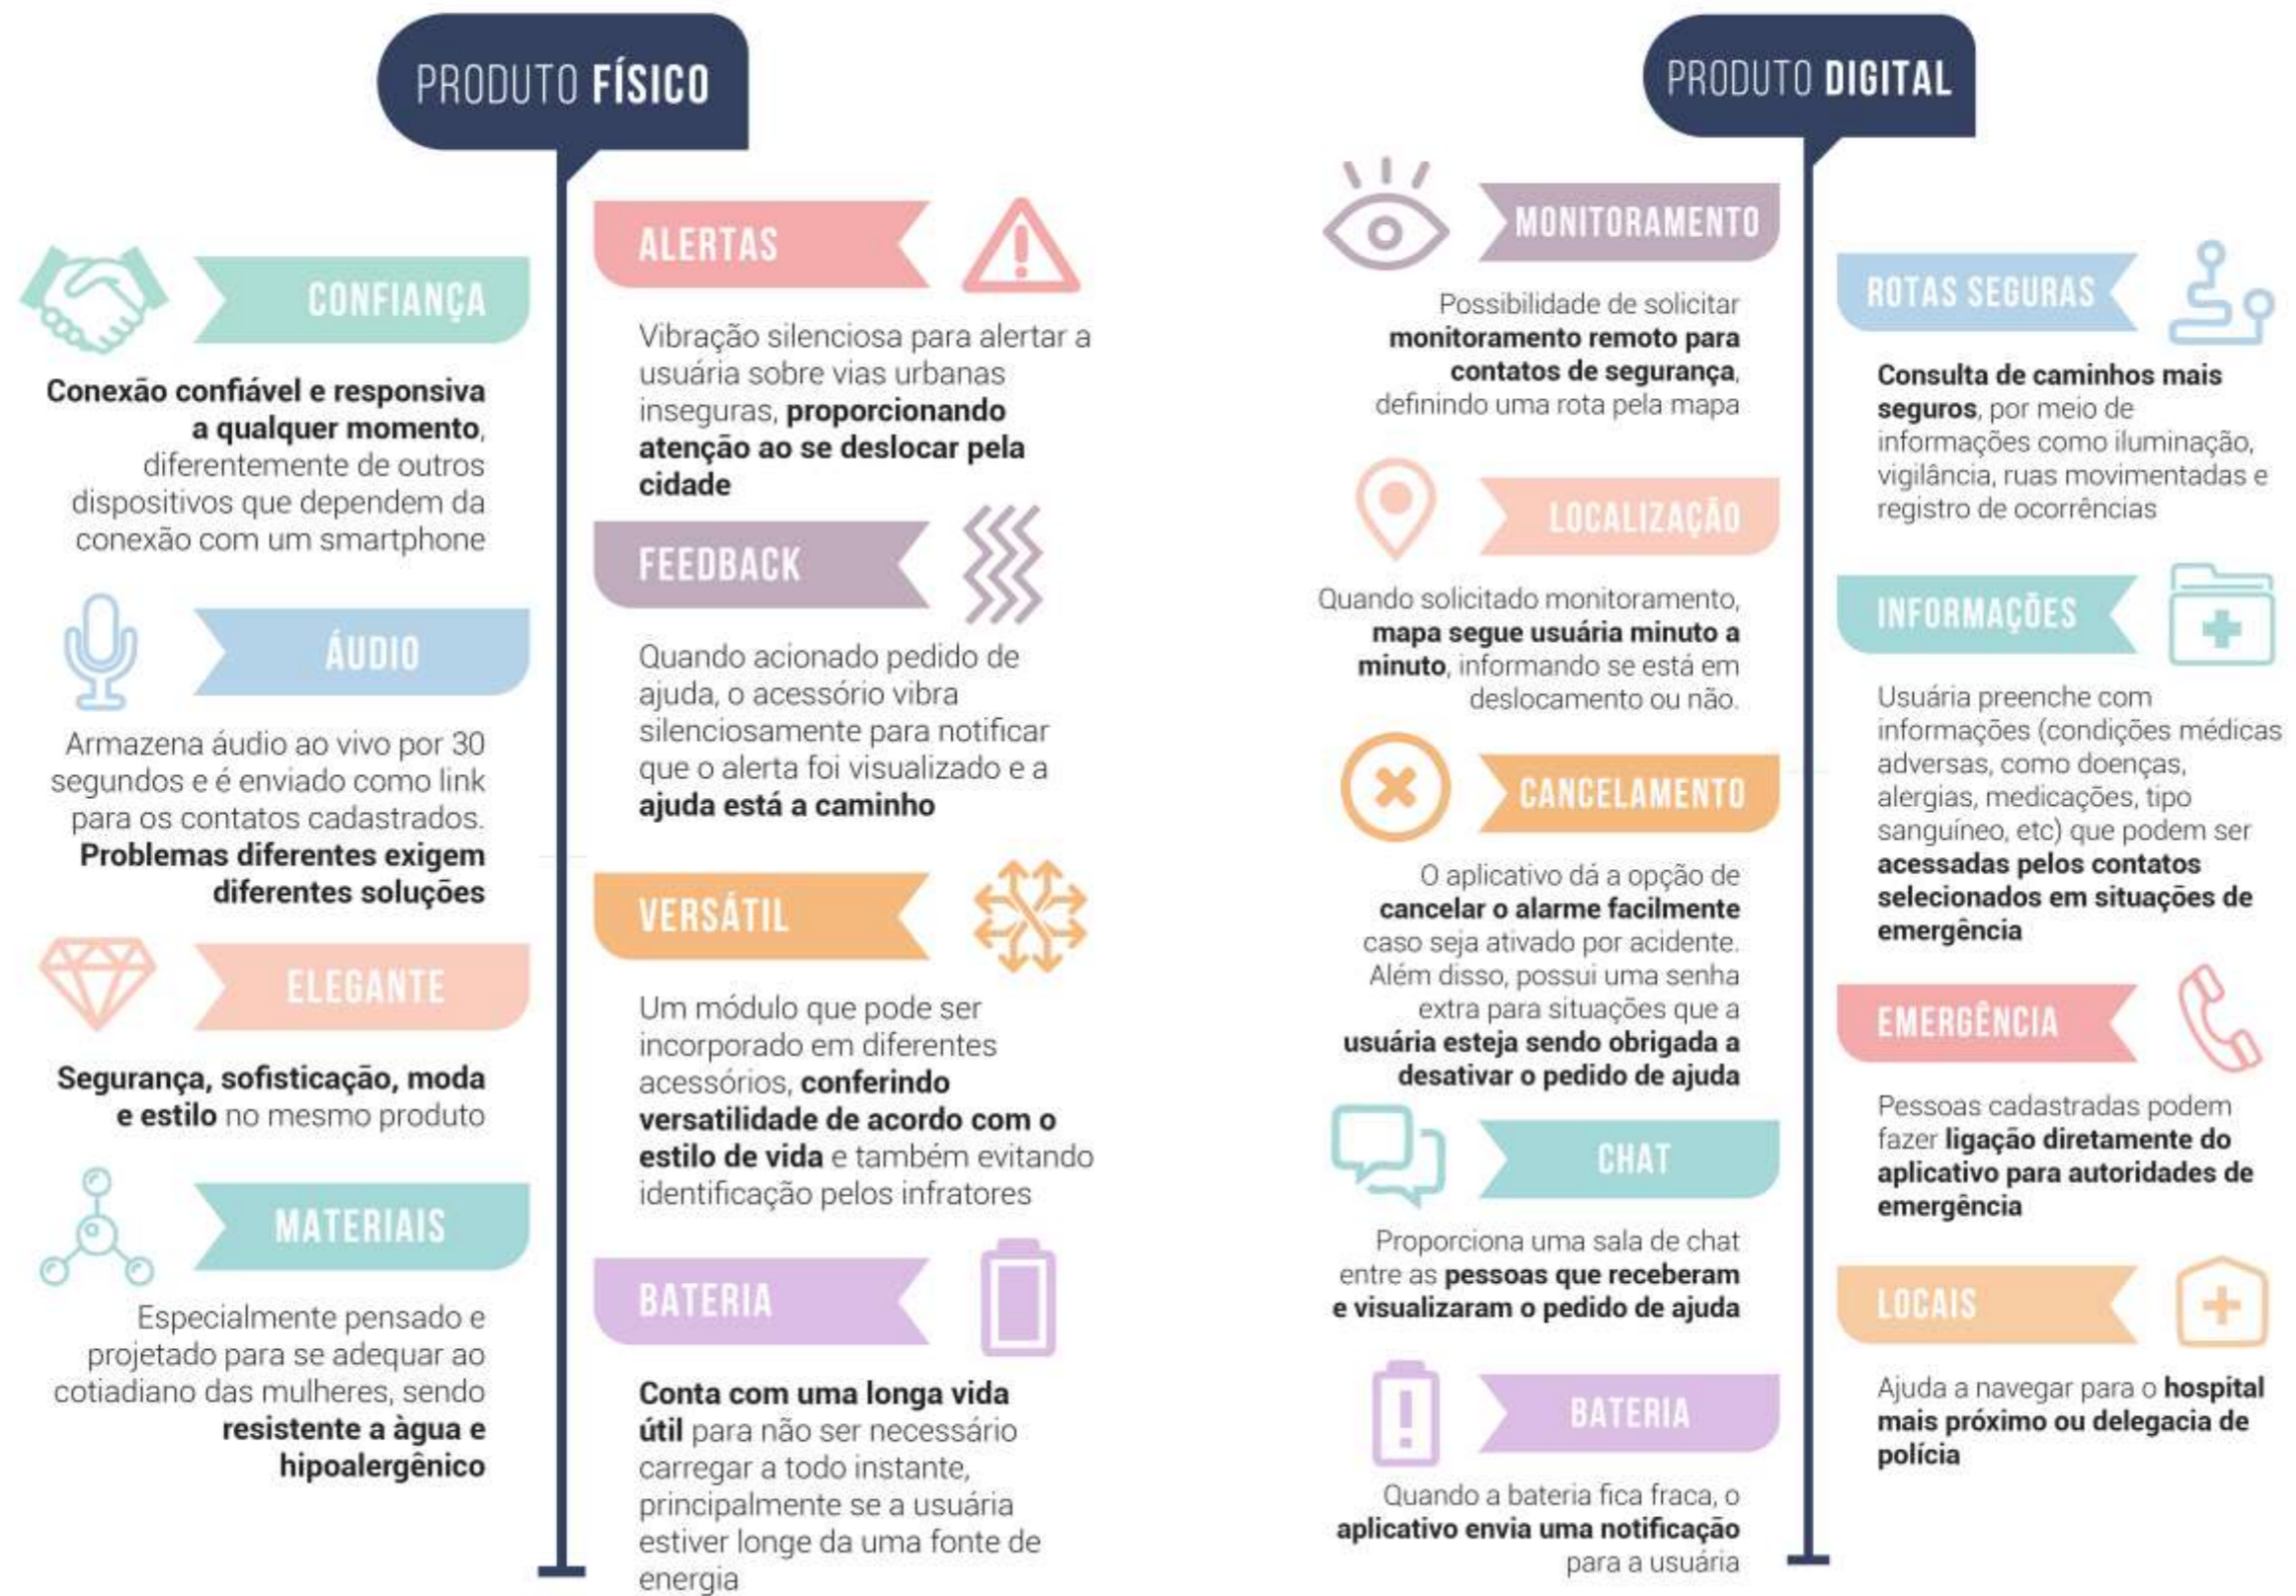 PRODUTO FÍSICO
CONFIANÇA
Conexão confiável e responsiva
a qualquer momento,
diferentemente de outros
dispositivos que dependem da
conexão com um smartphone
ÁUDIO
Armazena áudio ao vivo por 30
segundos e é enviado como link
para os contatos cadastrados.
Problemas diferentes exigem
diferentes soluções
ELEGANTE
Segurança, sofisticação, moda
e estilo no mesmo produto
MATERIAIS
Especialmente pensado e
projetado para se adequar ao
cotiadiano das mulheres, sendo
resistente a àgua e
hipoalergênico
ALERTAS
Vibração silenciosa para alertar a
usuária sobre vias urbanas
inseguras, proporcionando
atenção ao se deslocar pela
cidade
FEEDBACK
Quando acionado pedido de
ajuda, o acessório vibra
silenciosamente para notificar
que o alerta foi visualizado e a
ajuda está a caminho
VERSÁTIL
Um módulo que pode ser
incorporado em diferentes
acessórios, conferindo
versatilidade de acordo com o
estilo de vida e também evitando
identificação pelos infratores
BATERIA
Conta com uma longa vida
útil para não ser necessário
carregar a todo instante,
principalmente se a usuária
estiver longe da uma fonte de
energia
PRODUTO DIGITAL
MONITORAMENTO
Possibilidade de solicitar
monitoramento remoto para
contatos de segurança,
definindo uma rota pela mapa
LOCALIZAÇÃO
Quando solicitado monitoramento,
mapa segue usuária minuto a
minuto, informando se está em
deslocamento ou não.
CANCELAMENTO
O aplicativo dá a opção de
cancelar o alarme facilmente
caso seja ativado por acidente.
Além disso, possui uma senha
extra para situações que a
usuária esteja sendo obrigada a
desativar o pedido de ajuda
CHAT
Proporciona uma sala de chat
entre as pessoas que receberam
e visualizaram o pedido de ajuda
BATERIA
Quando a bateria fica fraca, o
aplicativo envia uma notificação
para a usuária
ROTAS SEGURAS
Consulta de caminhos mais
seguros, por meio de
informações como iluminação,
vigilância, ruas movimentadas e
registro de ocorrências
INFORMAÇÕES
Usuária preenche com
informações (condições médicas
adversas, como doenças,
alergias, medicações, tipo
sanguíneo, etc) que podem ser
acessadas pelos contatos
selecionados em situações de
emergência
EMERGÊNCIA
Pessoas cadastradas podem
fazer ligação diretamente do
aplicativo para autoridades de
emergência
LOCAIS
Ajuda a navegar para o hospital
mais próximo ou delegacia de
polícia